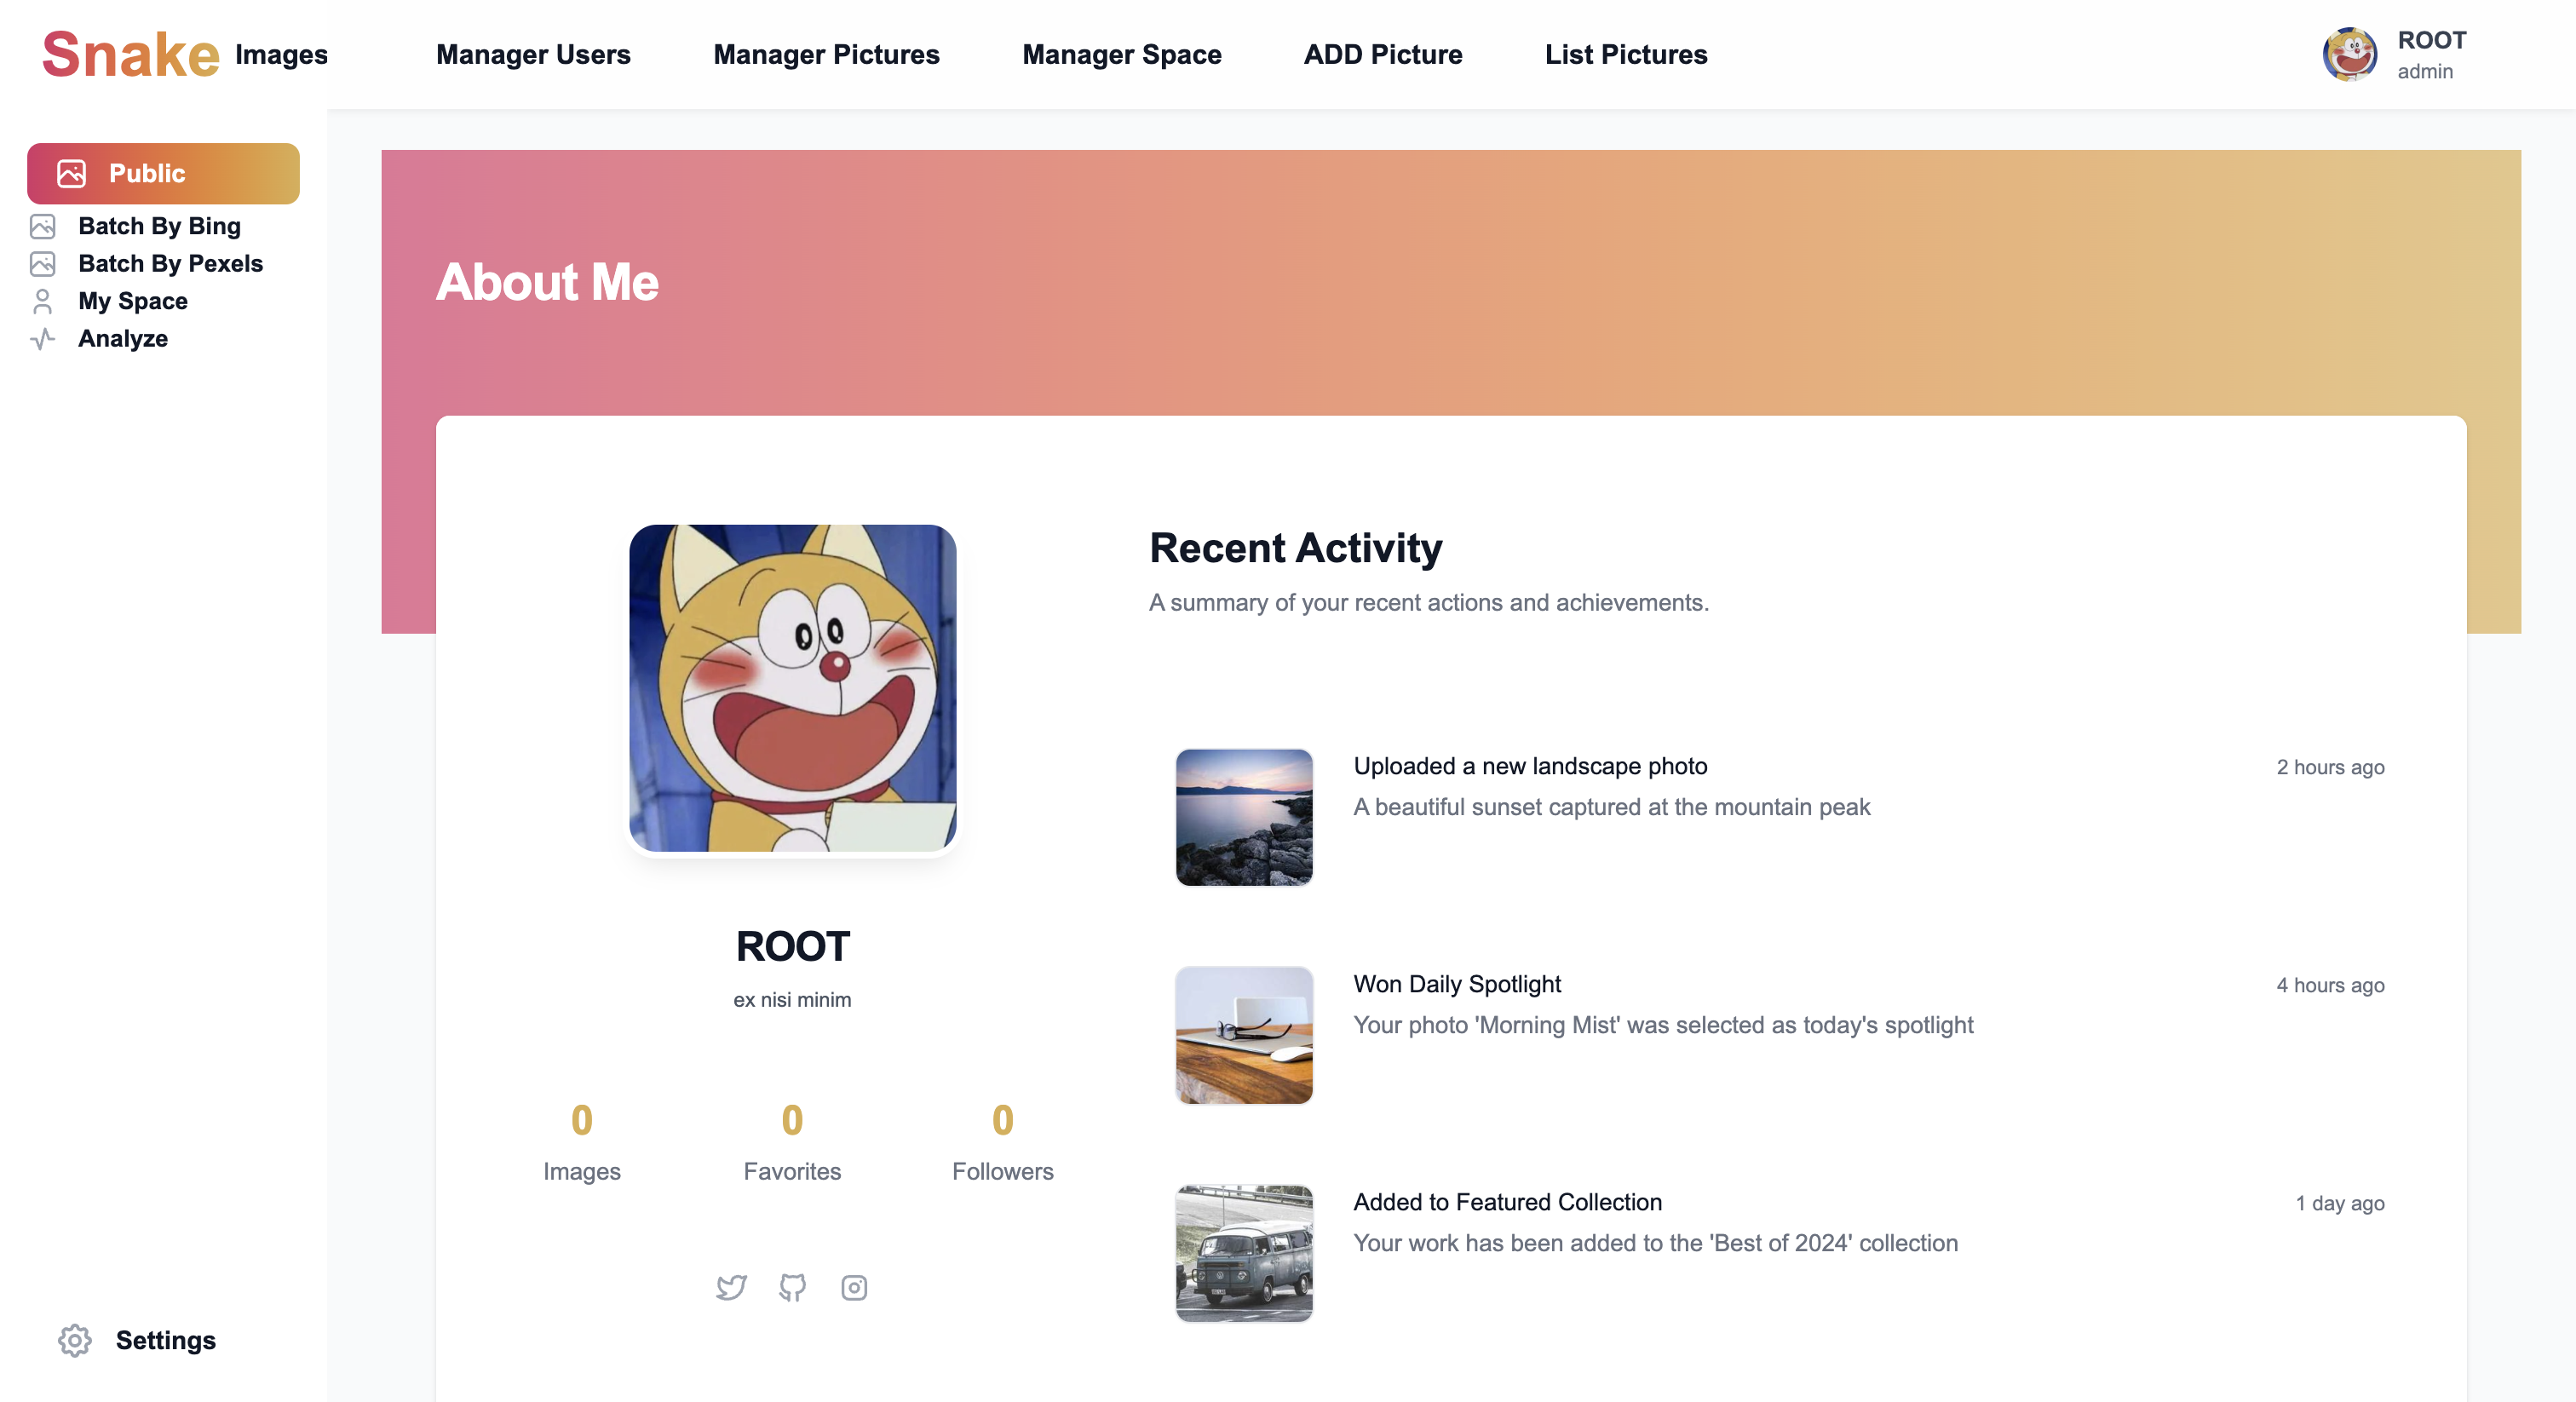 Snake Images
Manager Users
Manager Pictures
Manager Space
ADD Picture
List Pictures
ROOT
admin
Public
Batch By Bing
Batch By Pexels
My Space
Analyze
Settings
About Me
ROOT
ex nisi minim
0
Images
0
Favorites
0
Followers
Recent Activity
A summary of your recent actions and achievements.
Uploaded a new landscape photo
2 hours ago
A beautiful sunset captured at the mountain peak
Won Daily Spotlight
4 hours ago
Your photo 'Morning Mist' was selected as today's spotlight
Added to Featured Collection
1 day ago
Your work has been added to the 'Best of 2024' collection